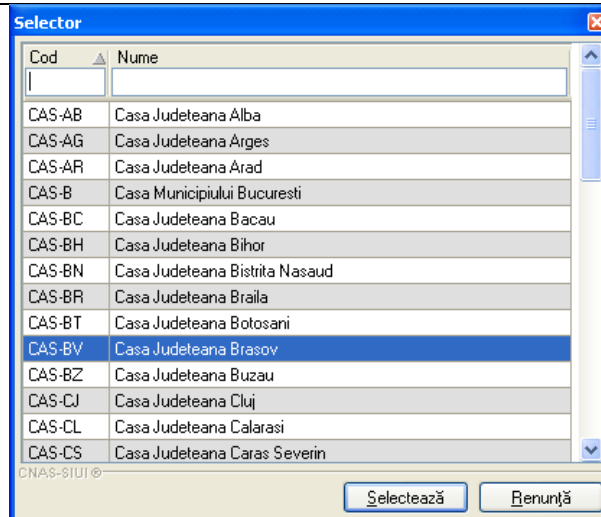 Selector
Cod Nume
CAS-AB Casa Judeteana Alba
CAS-AG Casa Judeteana Arges
CAS-AR Casa Judeteana Arad
CAS-B Casa Municipiului Bucuresti
CAS-BC Casa Judeteana Bacau
CAS-BH Casa Judeteana Bihor
CAS-BN Casa Judeteana Bistrita Nasaud
CAS-BR Casa Judeteana Braila
CAS-BT Casa Judeteana Botosani
CAS-BV Casa Judeteana Brasov
CAS-BZ Casa Judeteana Buzau
CAS-CJ Casa Judeteana Cluj
CAS-CL Casa Judeteana Calarasi
CAS-CS Casa Judeteana Caras Severin
CNAS-SIUI ®
Selectează Renunţă